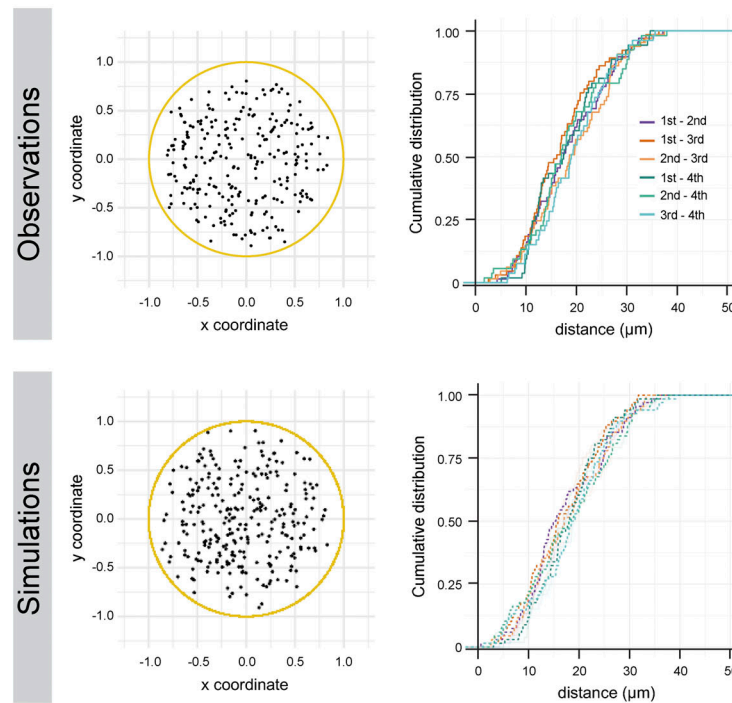 Observations
y coordinate
1.0
0.5
0.0
-0.5
-1.0
-1.0
-0.5
0.0
0.5
1.0
x coordinate
Cumulative distribution
1.00
0.75
0.50
0.25
0
1st - 2nd
1st - 3rd
2nd - 3rd
1st - 4th
2nd - 4th
3rd - 4th
0
10
20
30
40
50
distance (µm)
Simulations
y coordinate
1.0
0.5
0.0
-0.5
-1.0
-1.0
-0.5
0.0
0.5
1.0
x coordinate
Cumulative distribution
1.00
0.75
0.50
0.25
0
0
10
20
30
40
50
distance (µm)